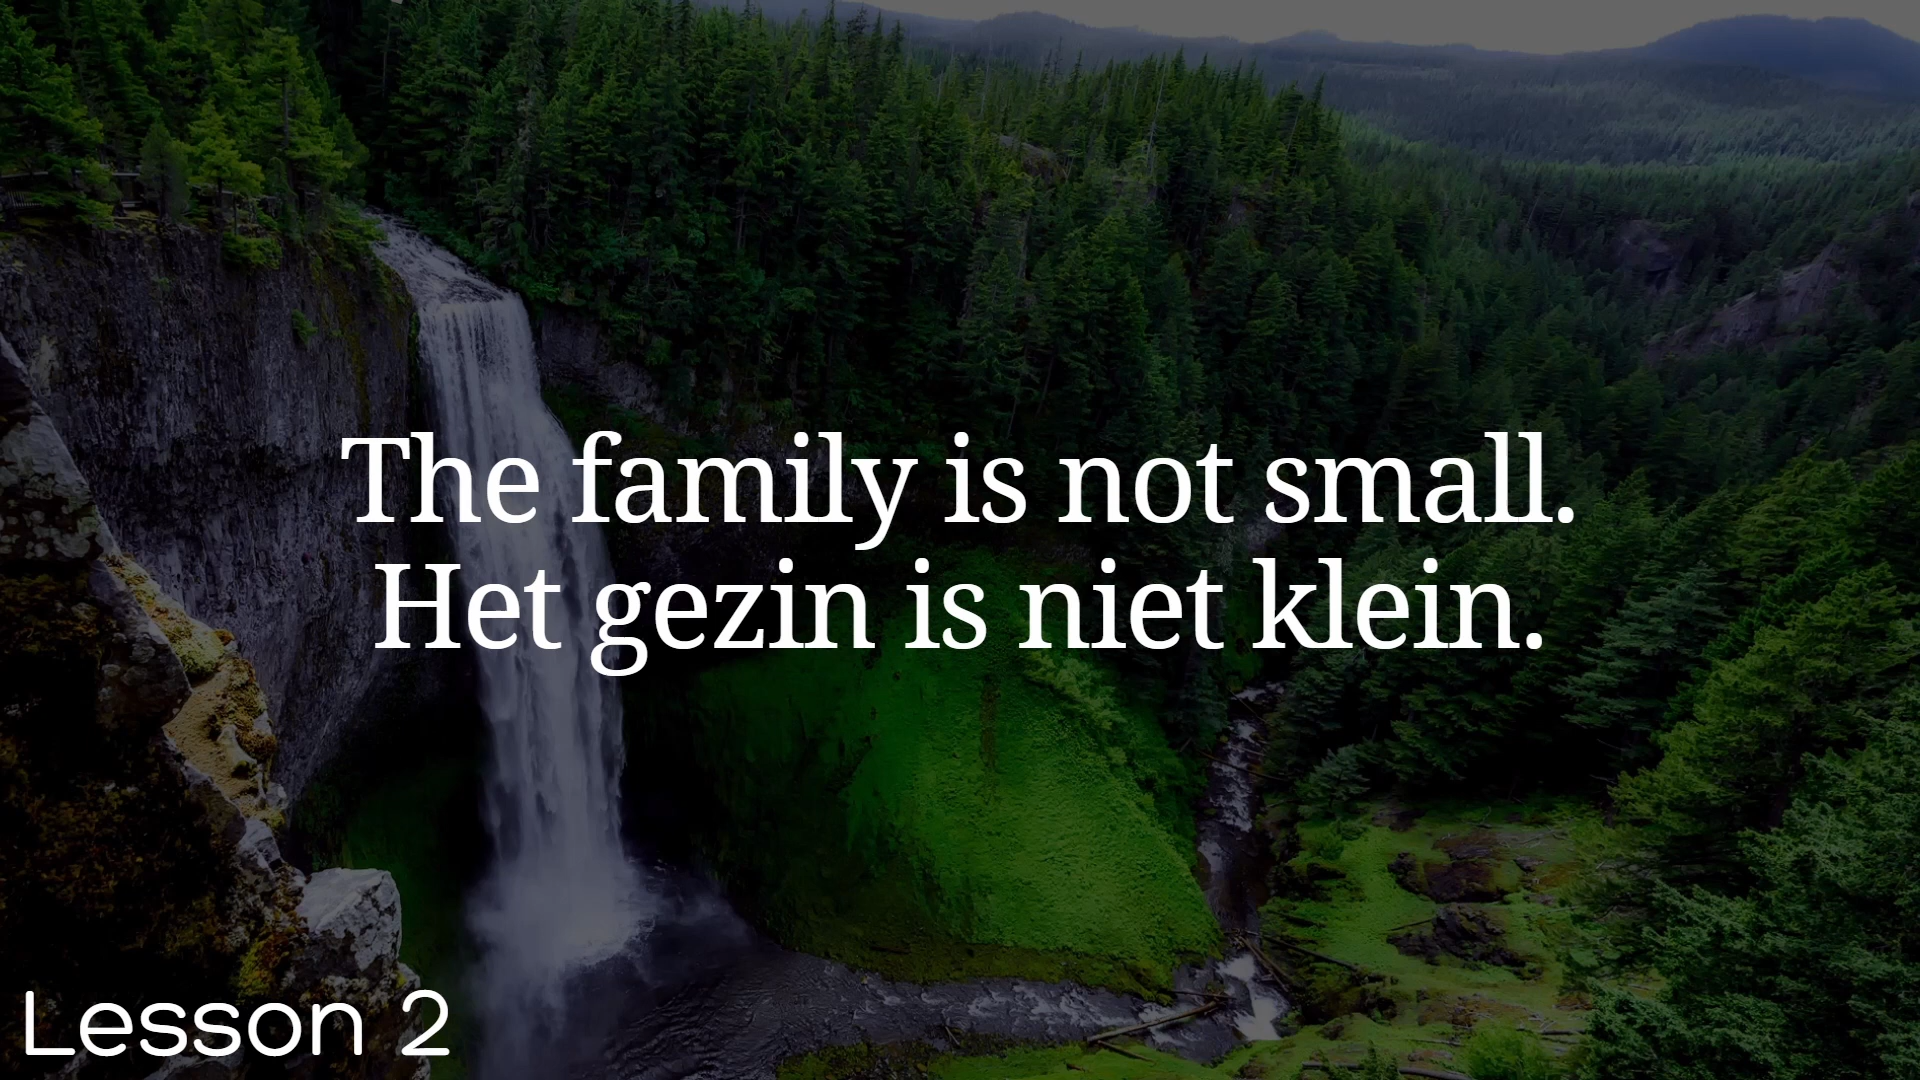 The family is not small.
Het gezin is niet klein.
Lesson 2